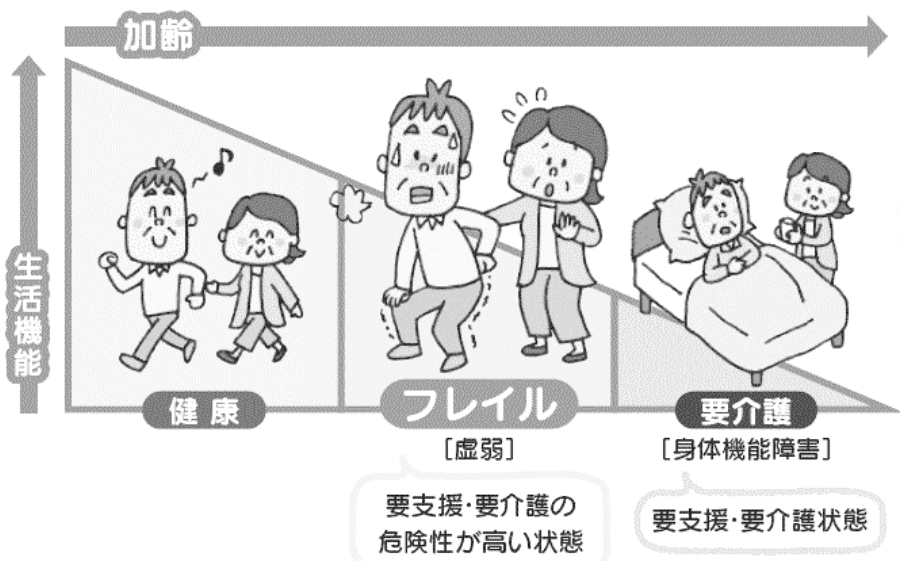 加齢
生活機能
健康
フレイル
［虚弱］
要支援・要介護の
危険性が高い状態
要介護
［身体機能障害］
要支援・要介護状態